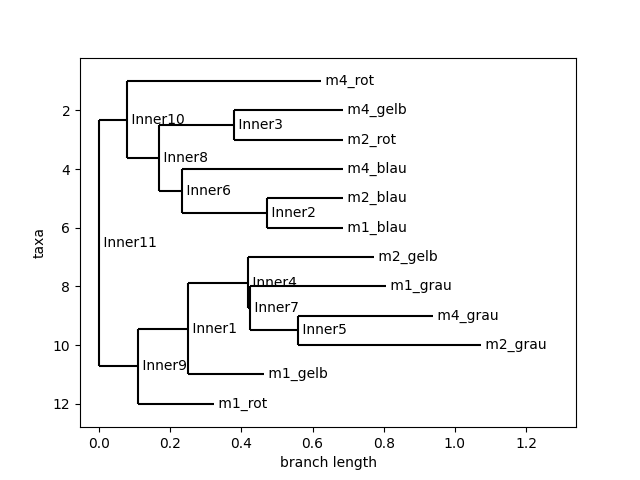 m4_rot
2
m4_gelb
Inner10
Inner3
m2_rot
Inner8
4
m4_blau
Inner6
m2_blau
Inner2
6
m1_blau
Inner11
taxa
m2_gelb
Inner4
8
m1_grau
Inner7
m4_grau
Inner1
Inner5
10
m2_grau
Inner9
m1_gelb
12
m1_rot
0.0 0.2 0.4 0.6 0.8 1.0 1.2
branch length